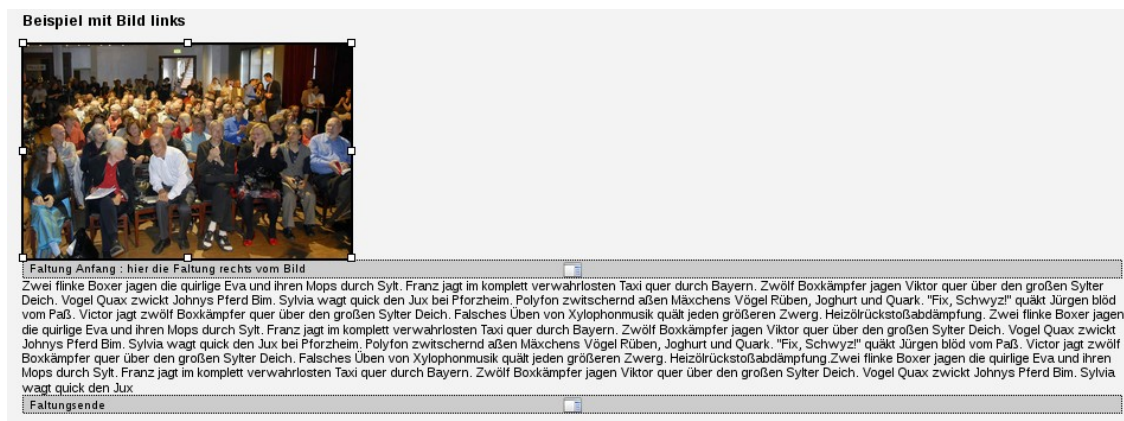 Beispiel mit Bild links
Faltung Anfang : hier die Faltung rechts vom Bild
Zwei flinke Boxer jagen die quirlige Eva und ihren Mops durch Sylt. Franz jagt im komplett verwahrlosten Taxi quer durch Bayern. Zwölf Boxkämpfer jagen Viktor quer über den großen Sylter
Deich. Vogel Quax zwickt Johnys Pferd Bim. Sylvia wagt quick den Jux bei Pforzheim. Polyfon zwitschernd aßen Mäxchens Vögel Rüben, Joghurt und Quark. "Fix, Schwyz!" quäkt Jürgen blöd
vom Paß. Victor jagt zwölf Boxkämpfer quer über den großen Sylter Deich. Falsches Üben von Xylophonmusik quält jeden größeren Zwerg. Heizölrückstoßabdämpfung. Zwei flinke Boxer jagen
die quirlige Eva und ihren Mops durch Sylt. Franz jagt im komplett verwahrlosten Taxi quer durch Bayern. Zwölf Boxkämpfer jagen Viktor quer über den großen Sylter Deich. Vogel Quax zwickt
Johnys Pferd Bim. Sylvia wagt quick den Jux bei Pforzheim. Polyfon zwitschernd aßen Mäxchens Vögel Rüben, Joghurt und Quark. "Fix, Schwyz!" quäkt Jürgen blöd vom Paß. Victor jagt zwölf
Boxkämpfer quer über den großen Sylter Deich. Falsches Üben von Xylophonmusik quält jeden größeren Zwerg. Heizölrückstoßabdämpfung.Zwei flinke Boxer jagen die quirlige Eva und ihren
Mops durch Sylt. Franz jagt im komplett verwahrlosten Taxi quer durch Bayern. Zwölf Boxkämpfer jagen Viktor quer über den großen Sylter Deich. Vogel Quax zwickt Johnys Pferd Bim. Sylvia
wagt quick den Jux
Faltungsende